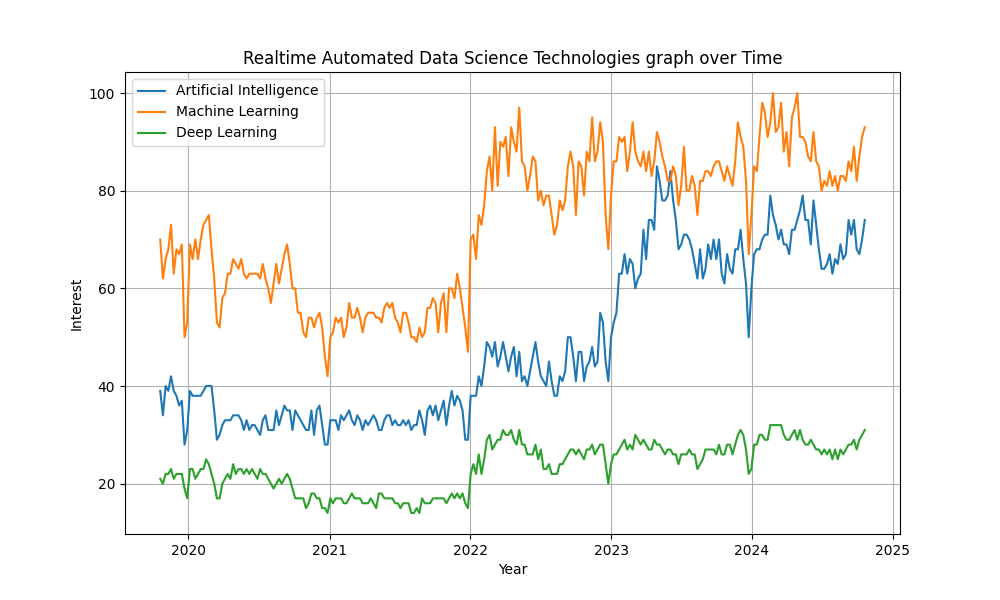 Realtime Automated Data Science Technologies graph over Time
Artificial Intelligence
Machine Learning
Deep Learning
100
80
60
40
20
Interest
2020 2021 2022 2023 2024 2025
Year